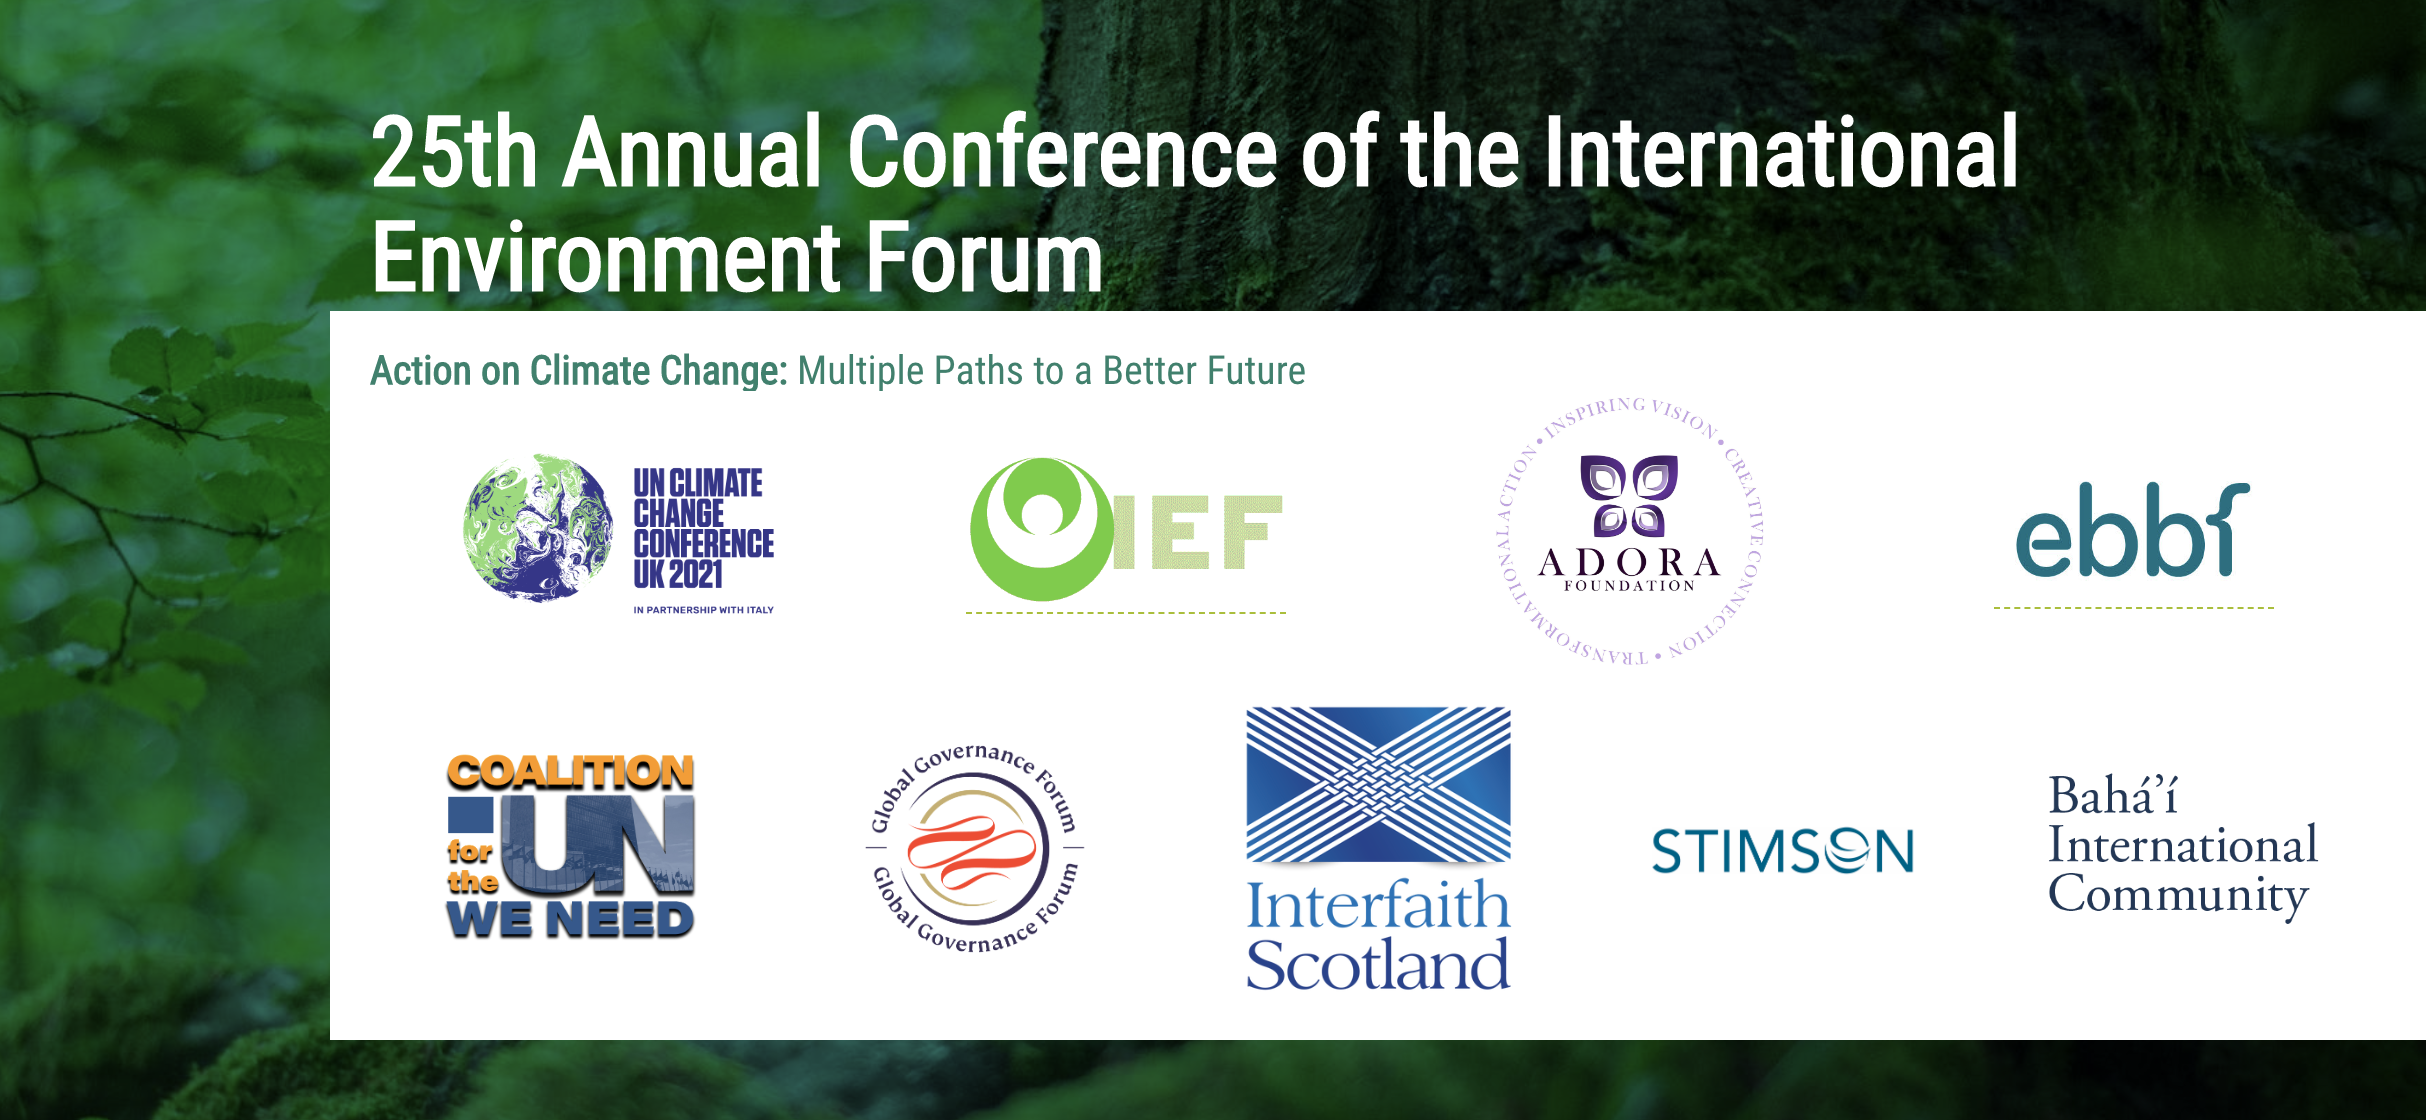 25th Annual Conference of the International
Environment Forum
Action on Climate Change: Multiple Paths to a Better Future
UN CLIMATE
CHANGE
CONFERENCE
UK 2021
IN PARTNERSHIP WITH ITALY
IEF
INSPIRING VISION • CREATIVE CONNECTION • TRANSFORMATIONAL ACTION •
ADORA
FOUNDATION
ebbf
COALITION
for
the
UN
WE NEED
Global Governance Forum
Global Governance Forum
Interfaith
Scotland
STIMSON
Bahá’í
International
Community